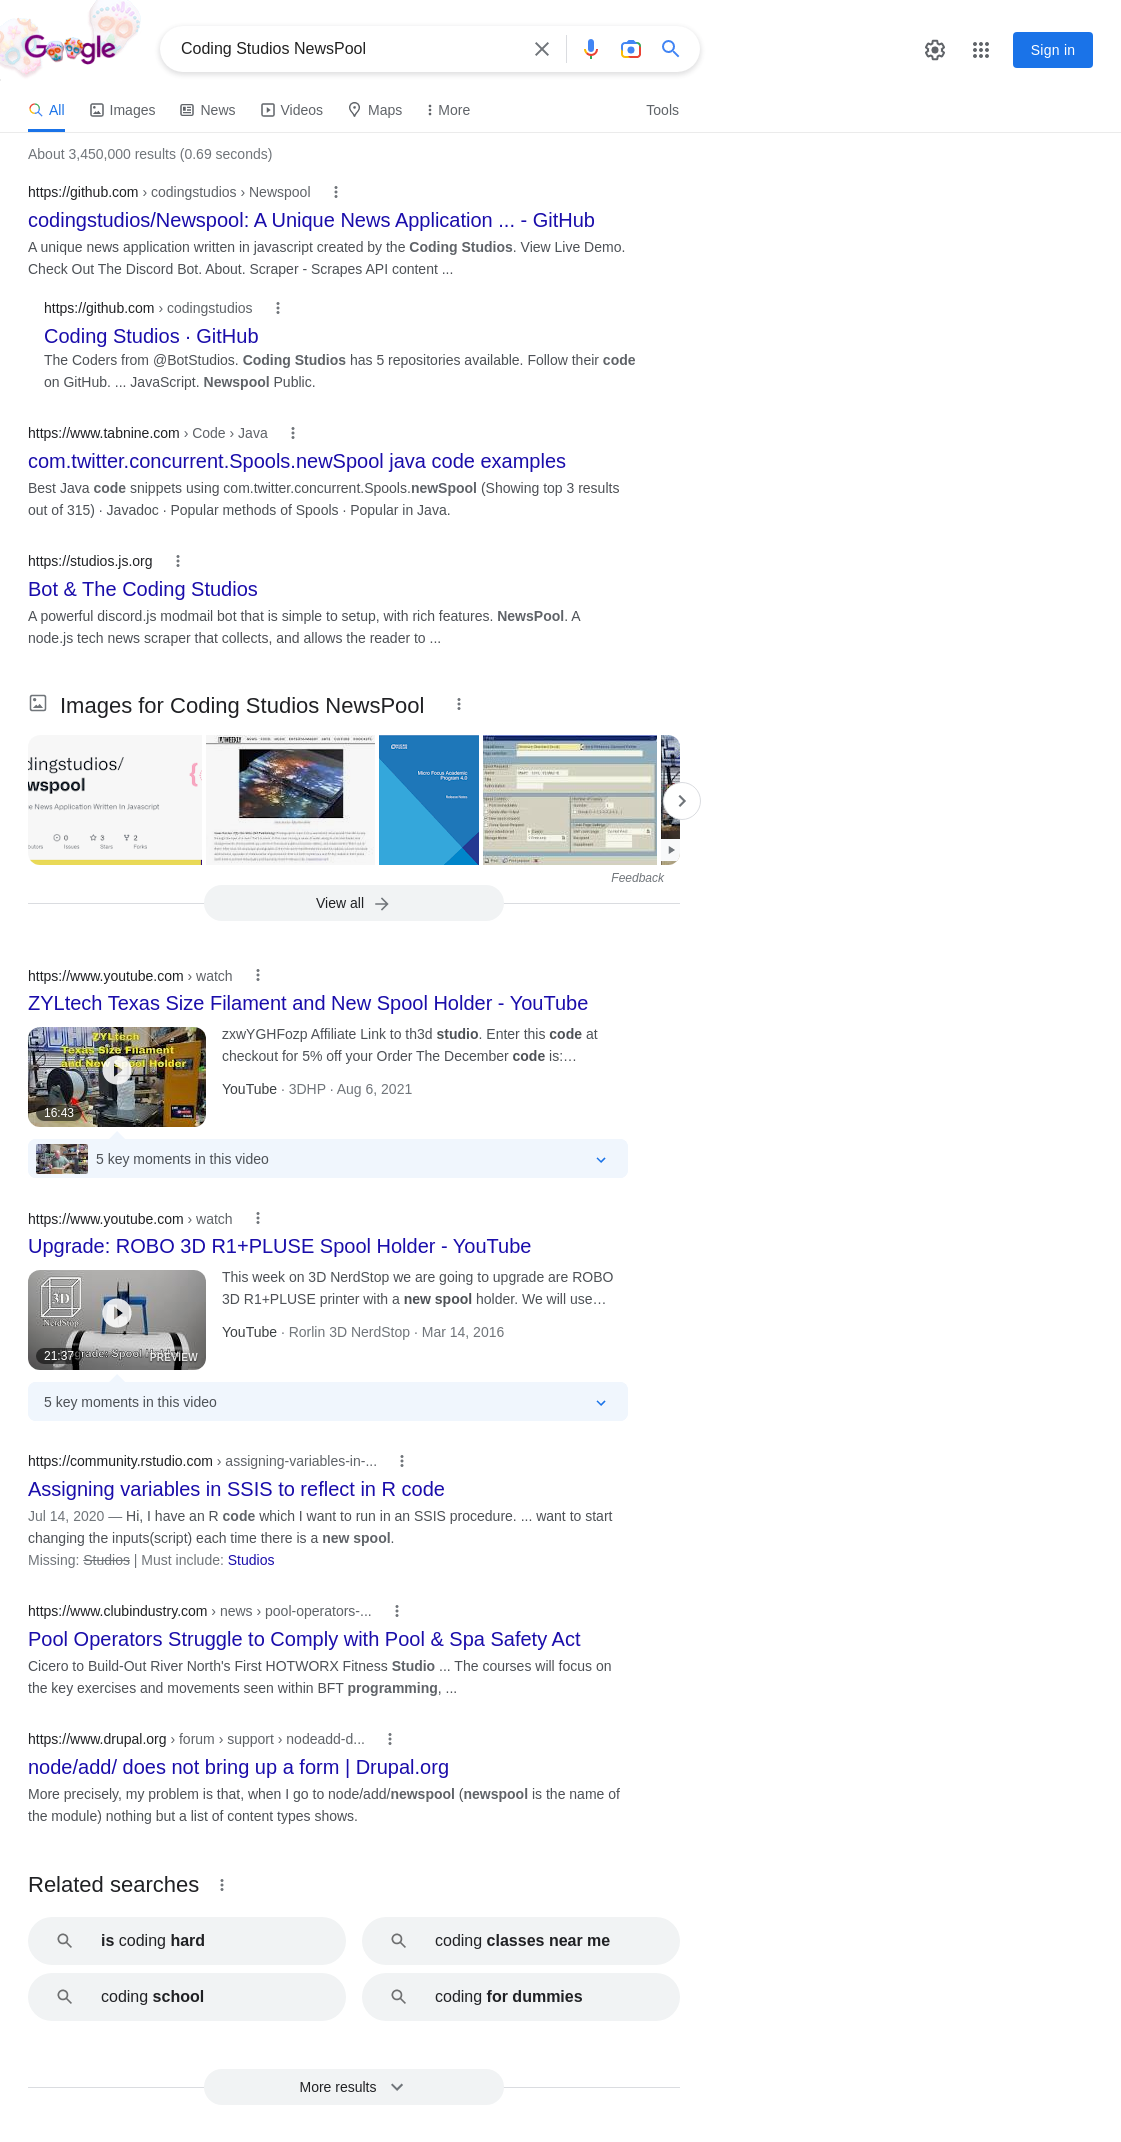 Google
Coding Studios NewsPool
Sign in
All
Images
News
Videos
Maps
More
Tools
About 3,450,000 results (0.69 seconds)
https://github.com › codingstudios › Newspool
codingstudios/Newspool: A Unique News Application ... - GitHub
A unique news application written in javascript created by the Coding Studios. View Live Demo.
Check Out The Discord Bot. About. Scraper - Scrapes API content ...
https://github.com › codingstudios
Coding Studios · GitHub
The Coders from @BotStudios. Coding Studios has 5 repositories available. Follow their code
on GitHub. ... JavaScript. Newspool Public.
https://www.tabnine.com › Code › Java
com.twitter.concurrent.Spools.newSpool java code examples
Best Java code snippets using com.twitter.concurrent.Spools.newSpool (Showing top 3 results
out of 315) · Javadoc · Popular methods of Spools · Popular in Java.
https://studios.js.org
Bot & The Coding Studios
A powerful discord.js modmail bot that is simple to setup, with rich features. NewsPool. A
node.js tech news scraper that collects, and allows the reader to ...
Images for Coding Studios NewsPool
dingstudios/
wspool
e News Application Written In Javascript
0
3
2
utors
Issues
Stars
Forks
Micro Focus Academic
Program 4.0
Feedback
View all
https://www.youtube.com › watch
ZYLtech Texas Size Filament and New Spool Holder - YouTube
ZYLtech
Texas Size Filament
and New Spool Holder
16:43
zxwYGHFozp Affiliate Link to th3d studio. Enter this code at
checkout for 5% off your Order The December code is:…
YouTube · 3DHP · Aug 6, 2021
5 key moments in this video
https://www.youtube.com › watch
Upgrade: ROBO 3D R1+PLUSE Spool Holder - YouTube
3D
NerdStop
21:37
PREVIEW
This week on 3D NerdStop we are going to upgrade are ROBO
3D R1+PLUSE printer with a new spool holder. We will use…
YouTube · Rorlin 3D NerdStop · Mar 14, 2016
5 key moments in this video
https://community.rstudio.com › assigning-variables-in-...
Assigning variables in SSIS to reflect in R code
Jul 14, 2020 — Hi, I have an R code which I want to run in an SSIS procedure. ... want to start
changing the inputs(script) each time there is a new spool.
Missing: Studios | Must include: Studios
https://www.clubindustry.com › news › pool-operators-...
Pool Operators Struggle to Comply with Pool & Spa Safety Act
Cicero to Build-Out River North's First HOTWORX Fitness Studio ... The courses will focus on
the key exercises and movements seen within BFT programming, ...
https://www.drupal.org › forum › support › nodeadd-d...
node/add/ does not bring up a form | Drupal.org
More precisely, my problem is that, when I go to node/add/newspool (newspool is the name of
the module) nothing but a list of content types shows.
Related searches
is coding hard
coding classes near me
coding school
coding for dummies
More results